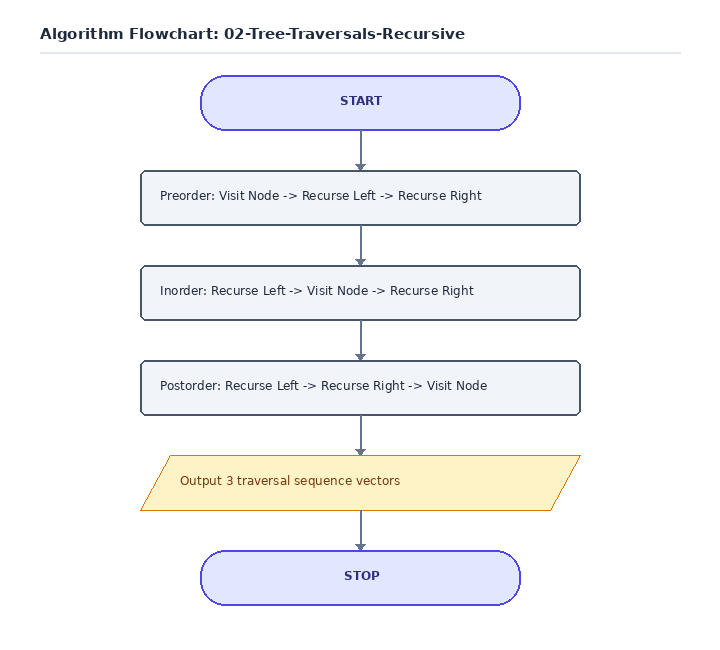 Algorithm Flowchart: 02-Tree-Traversals-Recursive
START
Preorder: Visit Node -> Recurse Left -> Recurse Right
Inorder: Recurse Left -> Visit Node -> Recurse Right
Postorder: Recurse Left -> Recurse Right -> Visit Node
Output 3 traversal sequence vectors
STOP